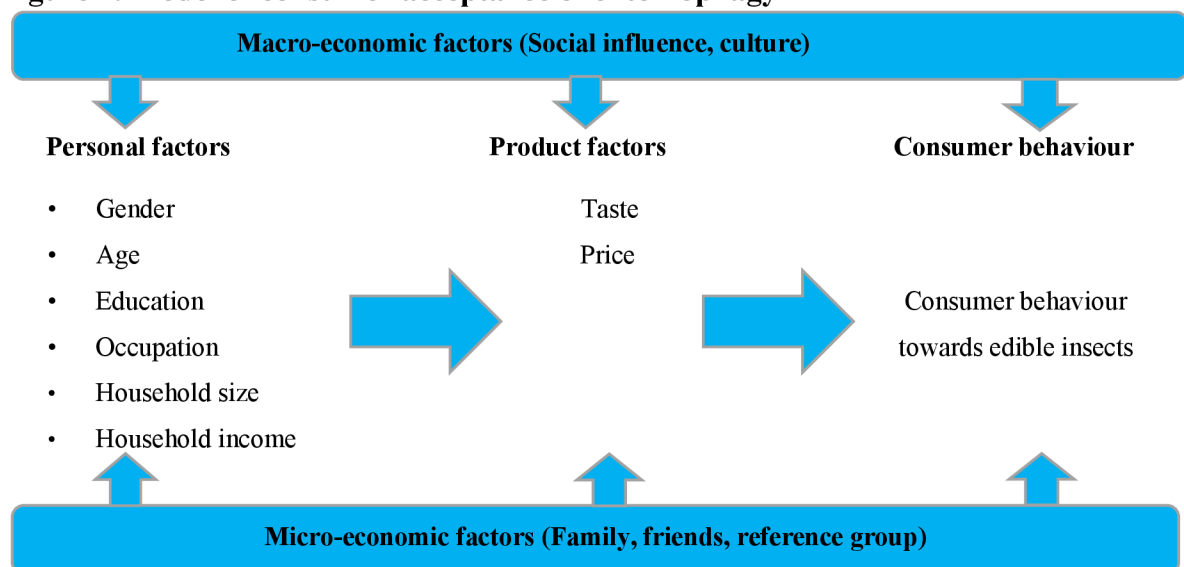 Macro-economic factors (Social influence, culture)
Personal factors
• Gender
• Age
• Education
• Occupation
• Household size
• Household income
Product factors
Taste
Price
Consumer behaviour
Consumer behaviour
towards edible insects
Micro-economic factors (Family, friends, reference group)